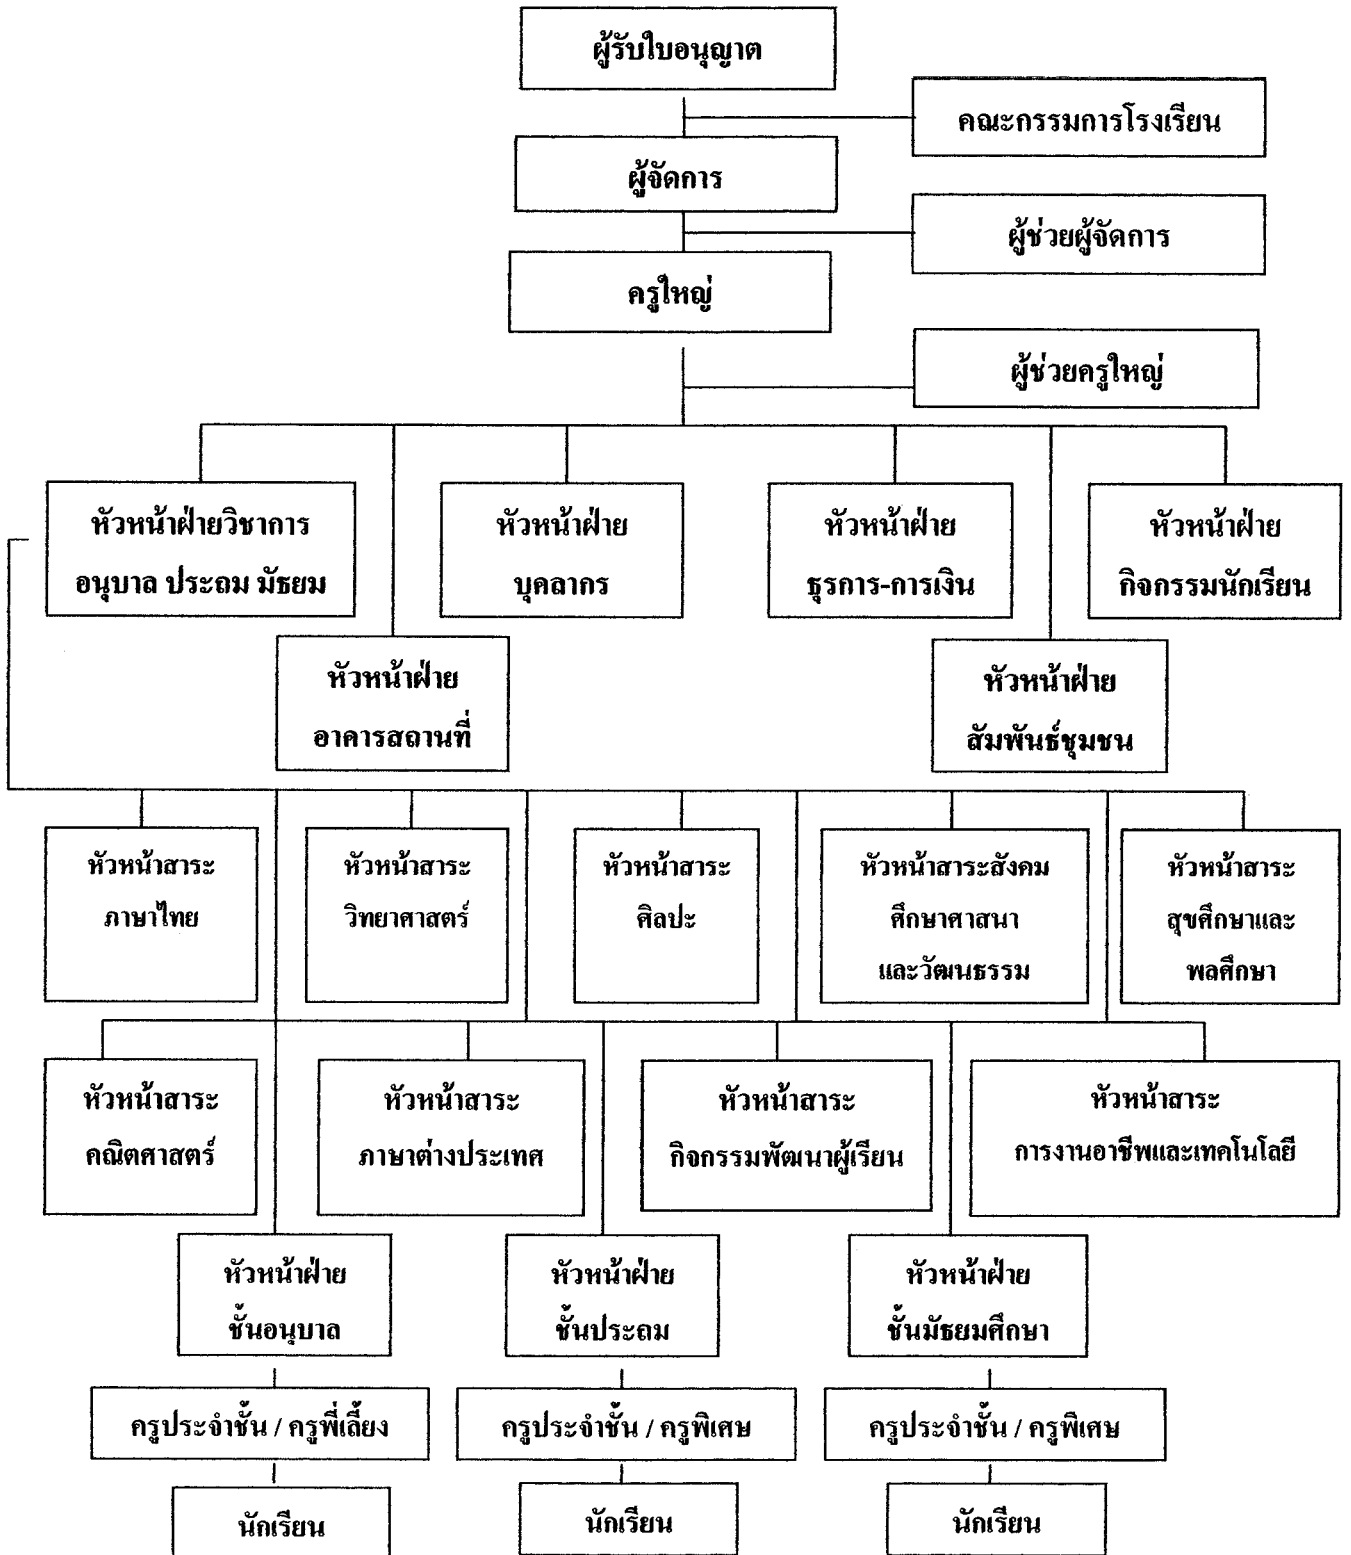 ผู้รับใบอนุญาต
คณะกรรมการโรงเรียน
ผู้จัดการ
ผู้ช่วยผู้จัดการ
ครูใหญ่
ผู้ช่วยครูใหญ่
หัวหน้าฝ่ายวิชาการ
อนุบาล ประถม มัธยม
หัวหน้าฝ่าย
บุคลากร
หัวหน้าฝ่าย
ธุรการ-การเงิน
หัวหน้าฝ่าย
กิจกรรมนักเรียน
หัวหน้าฝ่าย
อาคารสถานที่
หัวหน้าฝ่าย
สัมพันธ์ชุมชน
หัวหน้าสาระ
ภาษาไทย
หัวหน้าสาระ
วิทยาศาสตร์
หัวหน้าสาระ
ศิลปะ
หัวหน้าสาระสังคม
ศึกษาศาสนา
และวัฒนธรรม
หัวหน้าสาระ
สุขศึกษาและ
พลศึกษา
หัวหน้าสาระ
คณิตศาสตร์
หัวหน้าสาระ
ภาษาต่างประเทศ
หัวหน้าสาระ
กิจกรรมพัฒนาผู้เรียน
หัวหน้าสาระ
การงานอาชีพและเทคโนโลยี
หัวหน้าฝ่าย
ชั้นอนุบาล
หัวหน้าฝ่าย
ชั้นประถม
หัวหน้าฝ่าย
ชั้นมัธยมศึกษา
ครูประจำชั้น / ครูพี่เลี้ยง
ครูประจำชั้น / ครูพิเศษ
ครูประจำชั้น / ครูพิเศษ
นักเรียน
นักเรียน
นักเรียน